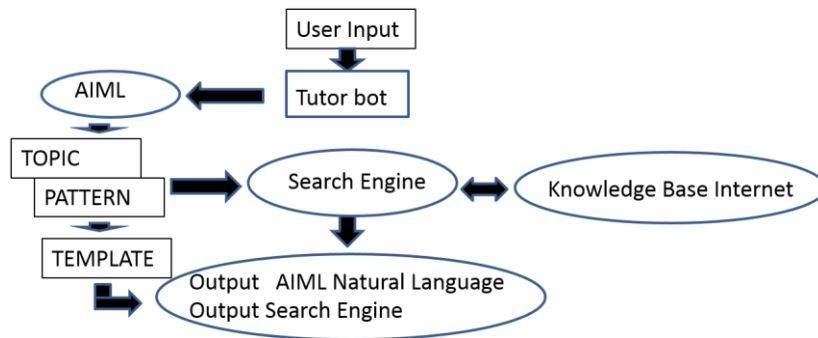 User Input
AIML
Tutor bot
TOPIC
PATTERN
Search Engine
Knowledge Base Internet
TEMPLATE
Output AIML Natural Language
Output Search Engine